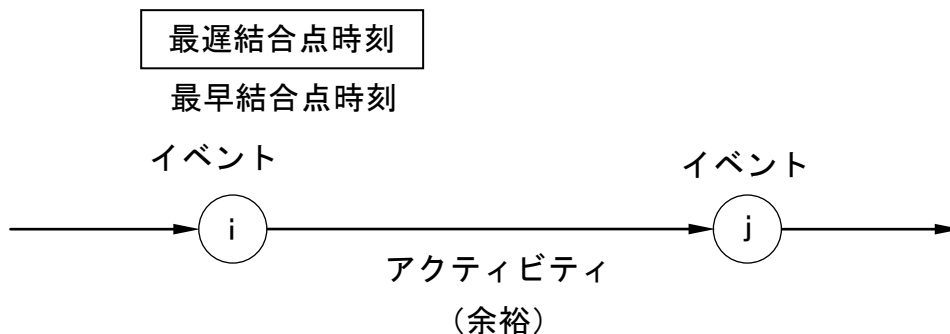 最遅結合点時刻
最早結合点時刻
イベント
イベント
i
j
アクティビティ
（余裕）